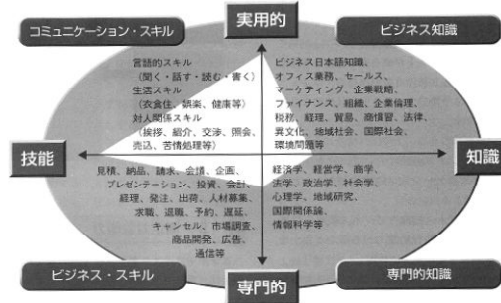 実用的
コミュニケーション・スキル
ビジネス知識
言語的スキル
（聞く・話す・読む・書く）
生活スキル
（衣食住、娯楽、健康等）
対人関係スキル
（挨拶、紹介、交渉、照会、
売込、苦情処理等）
ビジネス日本語知識、
オフィス業務、セールス、
マーケティング、企業戦略、
ファイナンス、組織、企業倫理、
税務、経理、貿易、商慣習、法律、
異文化、地域社会、国際社会、
環境問題等
技能
知識
見積、納品、請求、会議、企画、
プレゼンテーション、投資、会計、
経理、発注、出荷、人材募集、
求職、退職、予約、遅延、
キャンセル、市場調査、
商品開発、広告、
通信等
経済学、経営学、商学、
法学、政治学、社会学、
心理学、地域研究、
国際関係論、
情報科学等
ビジネス・スキル
専門的知識
専門的